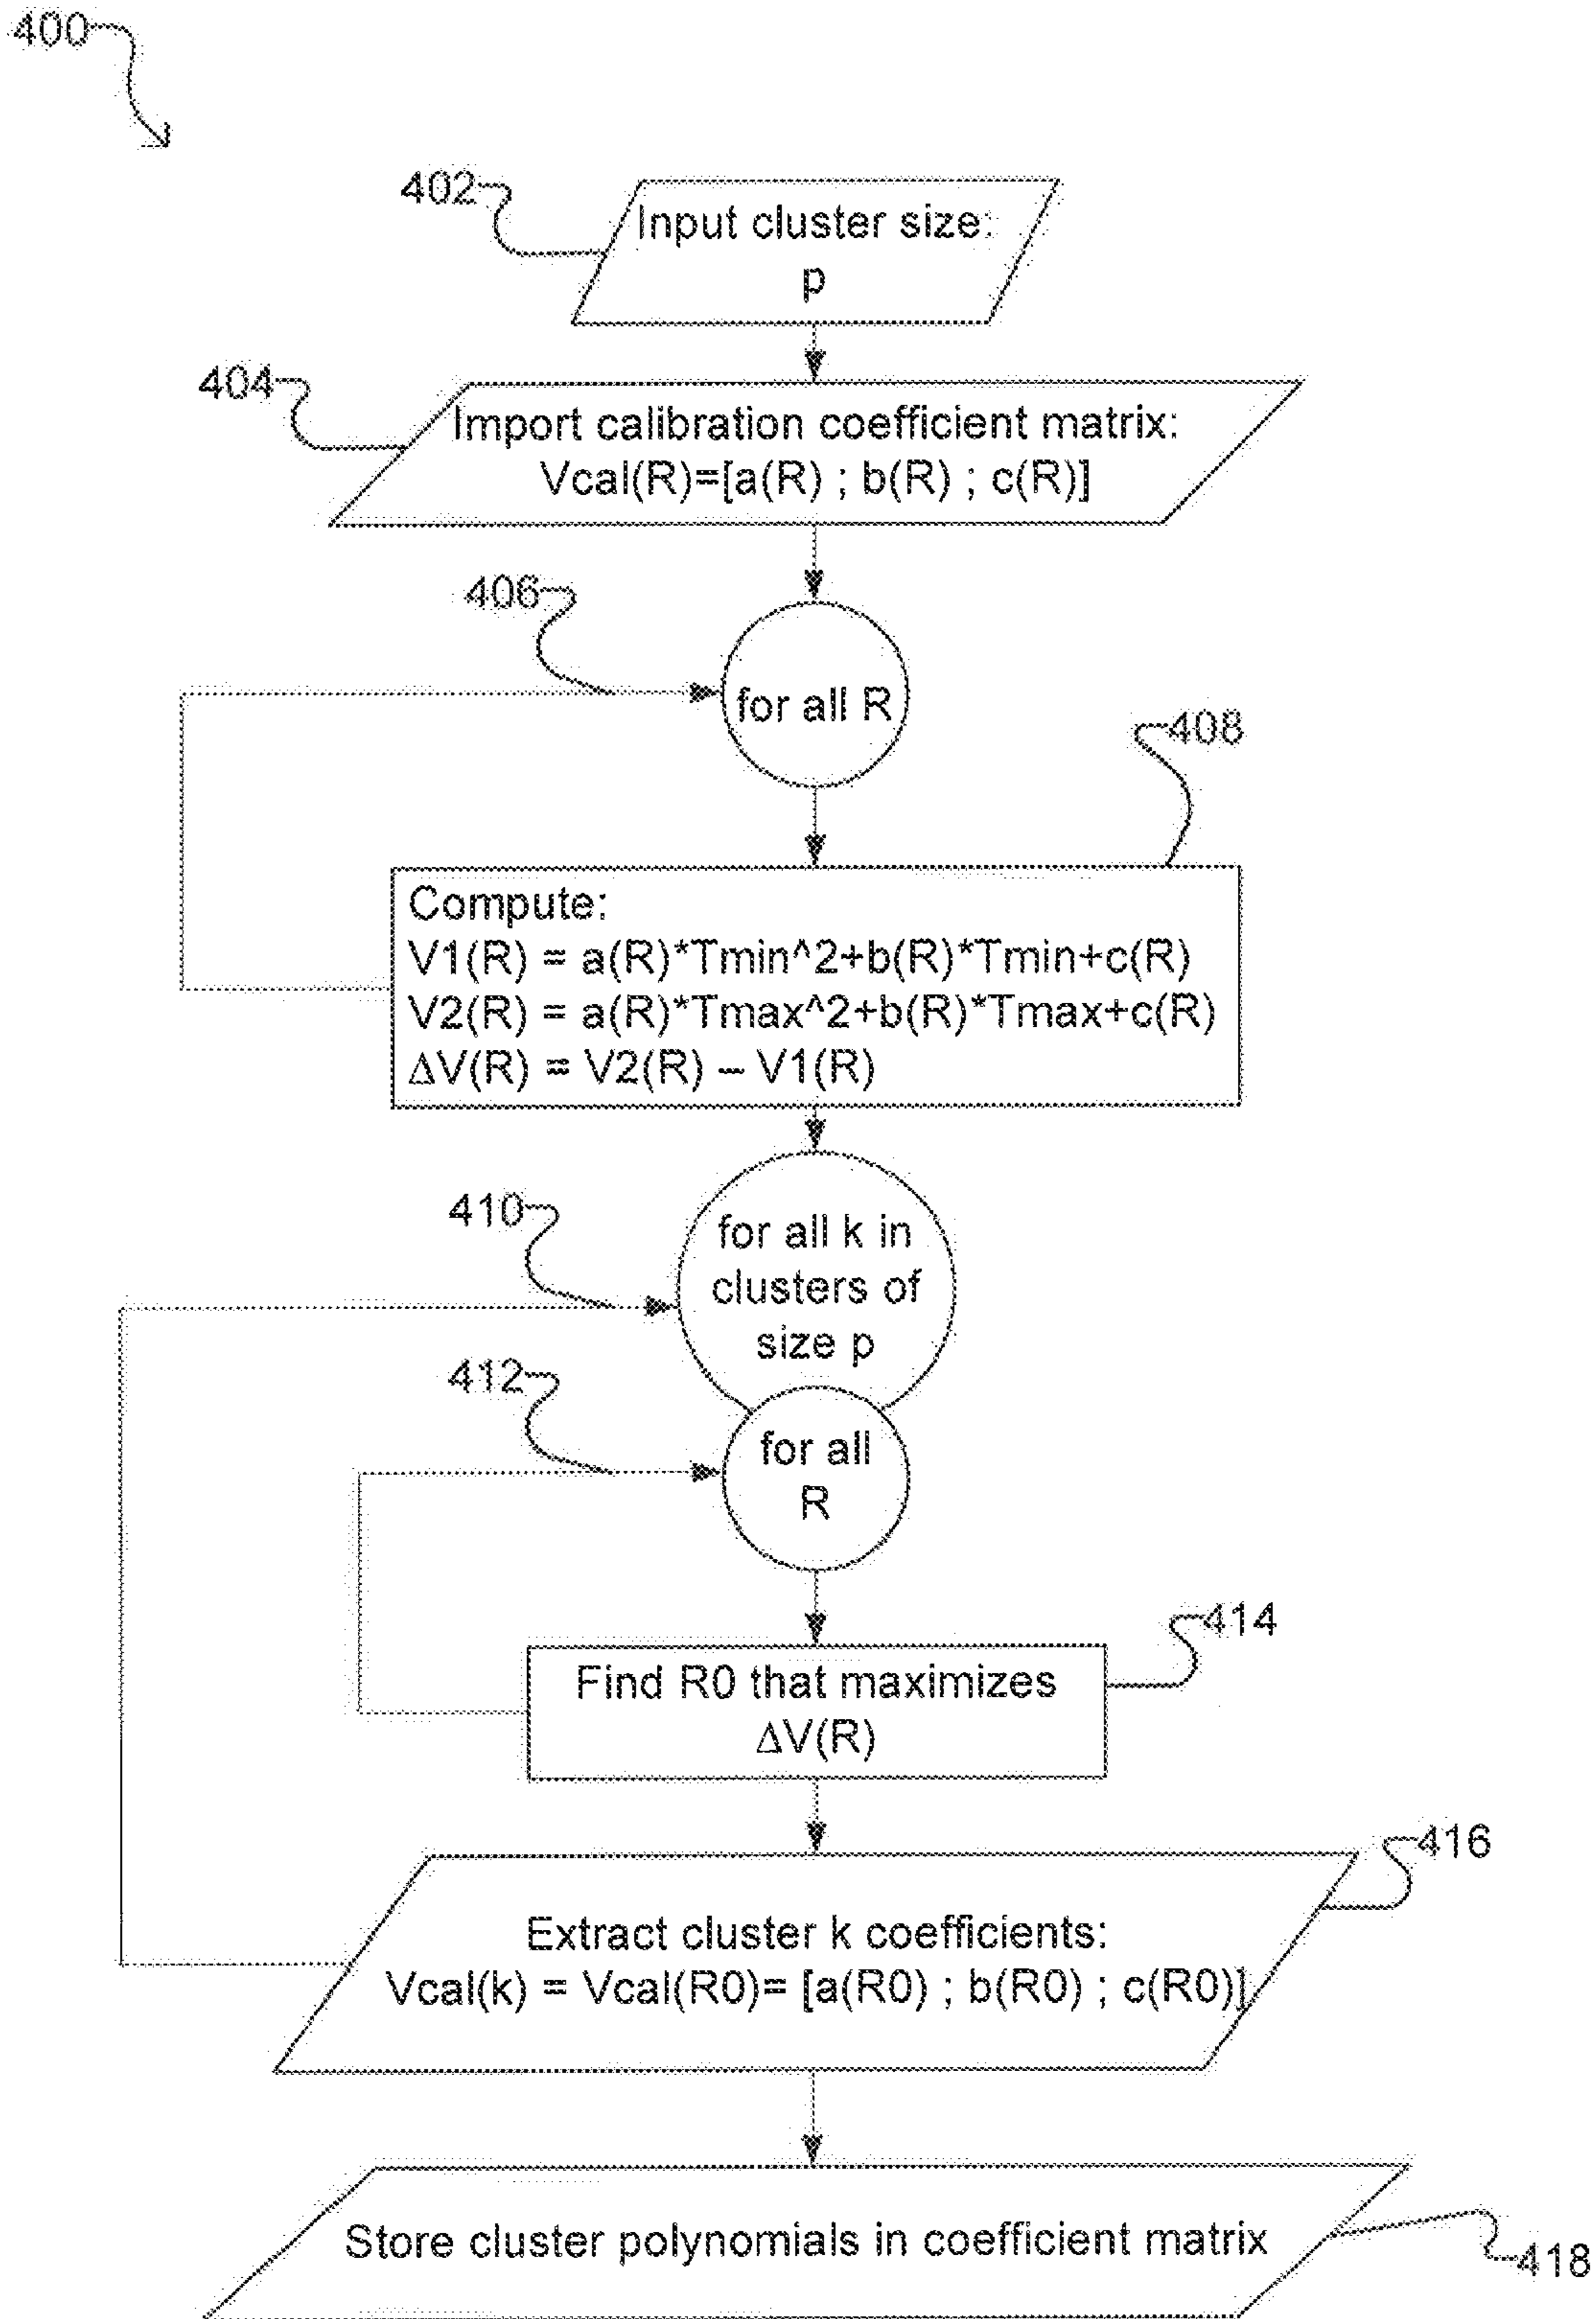 400
402
Input cluster size:
p
404
Import calibration coefficient matrix:
Vcal(R)=[a(R) ; b(R) ; c(R)]
406
for all R
408
Compute:
V1(R) = a(R)*Tmin^2+b(R)*Tmin+c(R)
V2(R) = a(R)*Tmax^2+b(R)*Tmax+c(R)
ΔV(R) = V2(R) – V1(R)
410
for all k in
clusters of
size p
412
for all
R
414
Find R0 that maximizes
ΔV(R)
416
Extract cluster k coefficients:
Vcal(k) = Vcal(R0)= [a(R0) ; b(R0) ; c(R0)]
Store cluster polynomials in coefficient matrix
418